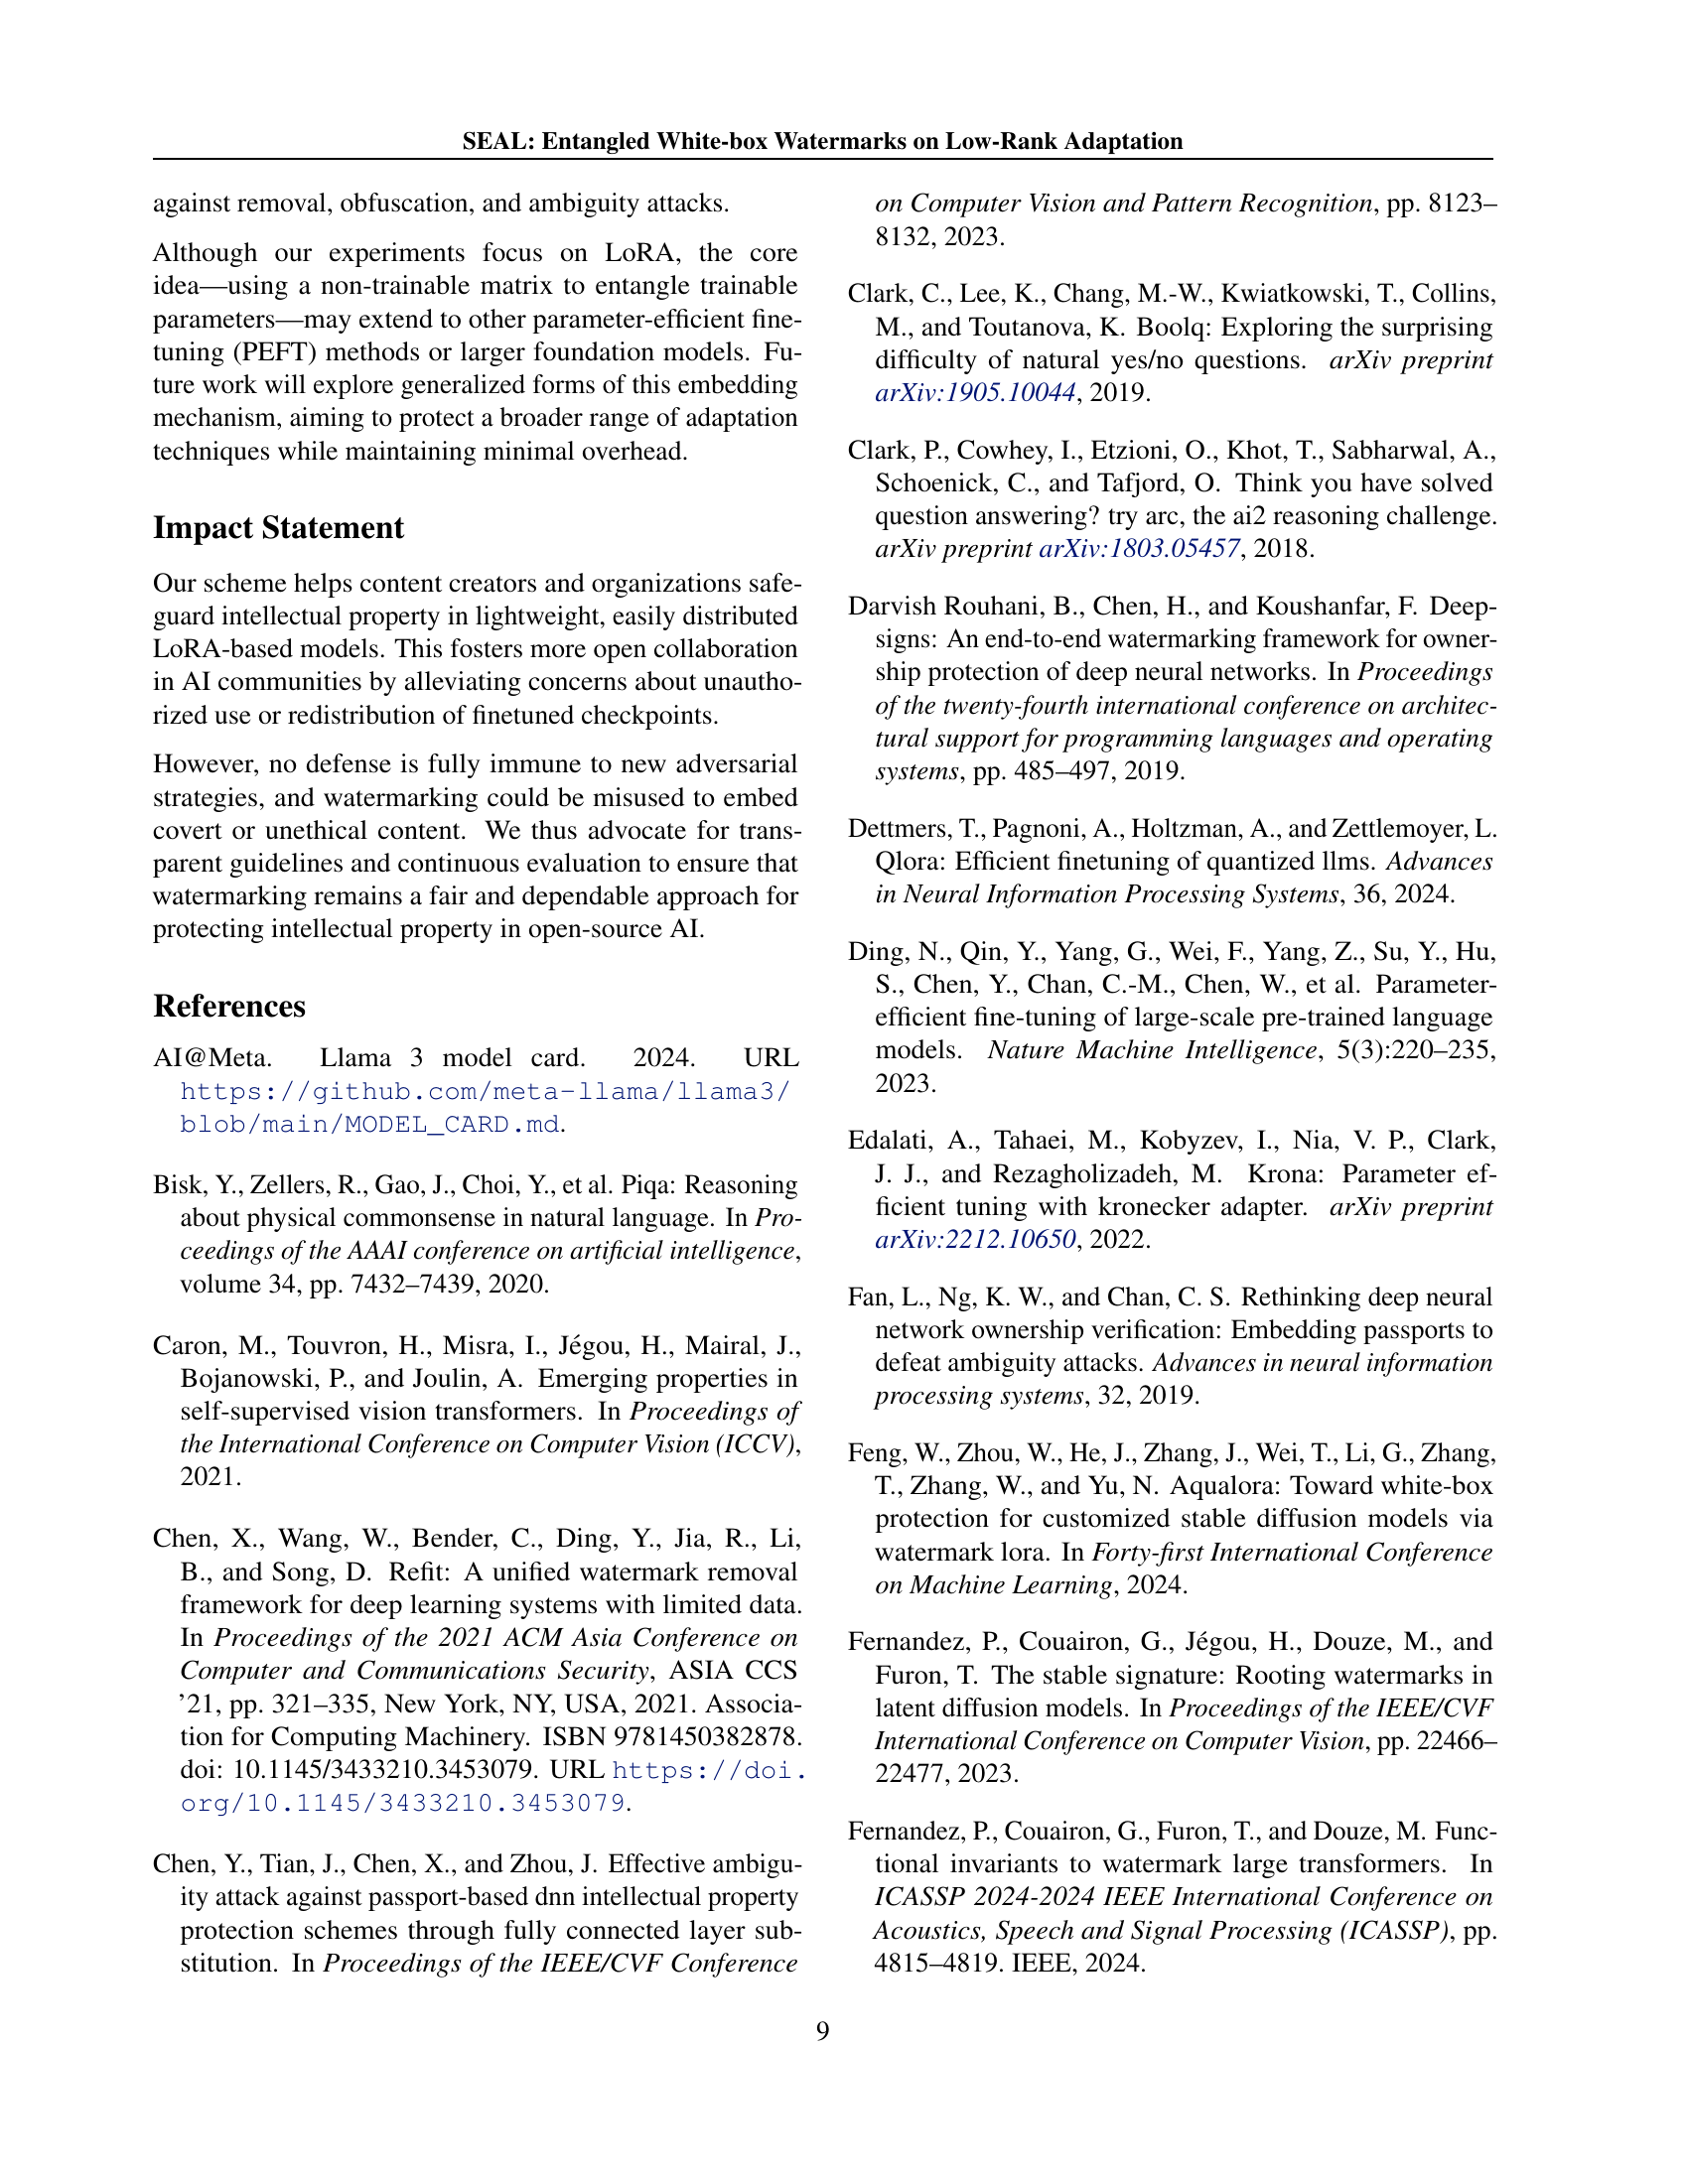 SEAL: Entangled White-box Watermarks on Low-Rank Adaptation
against removal, obfuscation, and ambiguity attacks.
Although our experiments focus on LoRA, the core
idea—using a non-trainable matrix to entangle trainable
parameters—may extend to other parameter-efficient fine-
tuning (PEFT) methods or larger foundation models. Fu-
ture work will explore generalized forms of this embedding
mechanism, aiming to protect a broader range of adaptation
techniques while maintaining minimal overhead.
Impact Statement
Our scheme helps content creators and organizations safe-
guard intellectual property in lightweight, easily distributed
LoRA-based models. This fosters more open collaboration
in AI communities by alleviating concerns about unautho-
rized use or redistribution of finetuned checkpoints.
However, no defense is fully immune to new adversarial
strategies, and watermarking could be misused to embed
covert or unethical content. We thus advocate for trans-
parent guidelines and continuous evaluation to ensure that
watermarking remains a fair and dependable approach for
protecting intellectual property in open-source AI.
References
AI@Meta. Llama 3 model card. 2024. URL
https://github.com/meta-llama/llama3/
blob/main/MODEL_CARD.md.
Bisk, Y., Zellers, R., Gao, J., Choi, Y., et al. Piqa: Reasoning
about physical commonsense in natural language. In Pro-
ceedings of the AAAI conference on artificial intelligence,
volume 34, pp. 7432–7439, 2020.
Caron, M., Touvron, H., Misra, I., Jégou, H., Mairal, J.,
Bojanowski, P., and Joulin, A. Emerging properties in
self-supervised vision transformers. In Proceedings of
the International Conference on Computer Vision (ICCV),
2021.
Chen, X., Wang, W., Bender, C., Ding, Y., Jia, R., Li,
B., and Song, D. Refit: A unified watermark removal
framework for deep learning systems with limited data.
In Proceedings of the 2021 ACM Asia Conference on
Computer and Communications Security, ASIA CCS
’21, pp. 321–335, New York, NY, USA, 2021. Associa-
tion for Computing Machinery. ISBN 9781450382878.
doi: 10.1145/3433210.3453079. URL https://doi.
org/10.1145/3433210.3453079.
Chen, Y., Tian, J., Chen, X., and Zhou, J. Effective ambigu-
ity attack against passport-based dnn intellectual property
protection schemes through fully connected layer sub-
stitution. In Proceedings of the IEEE/CVF Conference
on Computer Vision and Pattern Recognition, pp. 8123–
8132, 2023.
Clark, C., Lee, K., Chang, M.-W., Kwiatkowski, T., Collins,
M., and Toutanova, K. Boolq: Exploring the surprising
difficulty of natural yes/no questions. arXiv preprint
arXiv:1905.10044, 2019.
Clark, P., Cowhey, I., Etzioni, O., Khot, T., Sabharwal, A.,
Schoenick, C., and Tafjord, O. Think you have solved
question answering? try arc, the ai2 reasoning challenge.
arXiv preprint arXiv:1803.05457, 2018.
Darvish Rouhani, B., Chen, H., and Koushanfar, F. Deep-
signs: An end-to-end watermarking framework for owner-
ship protection of deep neural networks. In Proceedings
of the twenty-fourth international conference on architec-
tural support for programming languages and operating
systems, pp. 485–497, 2019.
Dettmers, T., Pagnoni, A., Holtzman, A., and Zettlemoyer, L.
Qlora: Efficient finetuning of quantized llms. Advances
in Neural Information Processing Systems, 36, 2024.
Ding, N., Qin, Y., Yang, G., Wei, F., Yang, Z., Su, Y., Hu,
S., Chen, Y., Chan, C.-M., Chen, W., et al. Parameter-
efficient fine-tuning of large-scale pre-trained language
models. Nature Machine Intelligence, 5(3):220–235,
2023.
Edalati, A., Tahaei, M., Kobyzev, I., Nia, V. P., Clark,
J. J., and Rezagholizadeh, M. Krona: Parameter ef-
ficient tuning with kronecker adapter. arXiv preprint
arXiv:2212.10650, 2022.
Fan, L., Ng, K. W., and Chan, C. S. Rethinking deep neural
network ownership verification: Embedding passports to
defeat ambiguity attacks. Advances in neural information
processing systems, 32, 2019.
Feng, W., Zhou, W., He, J., Zhang, J., Wei, T., Li, G., Zhang,
T., Zhang, W., and Yu, N. Aqualora: Toward white-box
protection for customized stable diffusion models via
watermark lora. In Forty-first International Conference
on Machine Learning, 2024.
Fernandez, P., Couairon, G., Jégou, H., Douze, M., and
Furon, T. The stable signature: Rooting watermarks in
latent diffusion models. In Proceedings of the IEEE/CVF
International Conference on Computer Vision, pp. 22466–
22477, 2023.
Fernandez, P., Couairon, G., Furon, T., and Douze, M. Func-
tional invariants to watermark large transformers. In
ICASSP 2024-2024 IEEE International Conference on
Acoustics, Speech and Signal Processing (ICASSP), pp.
4815–4819. IEEE, 2024.
9